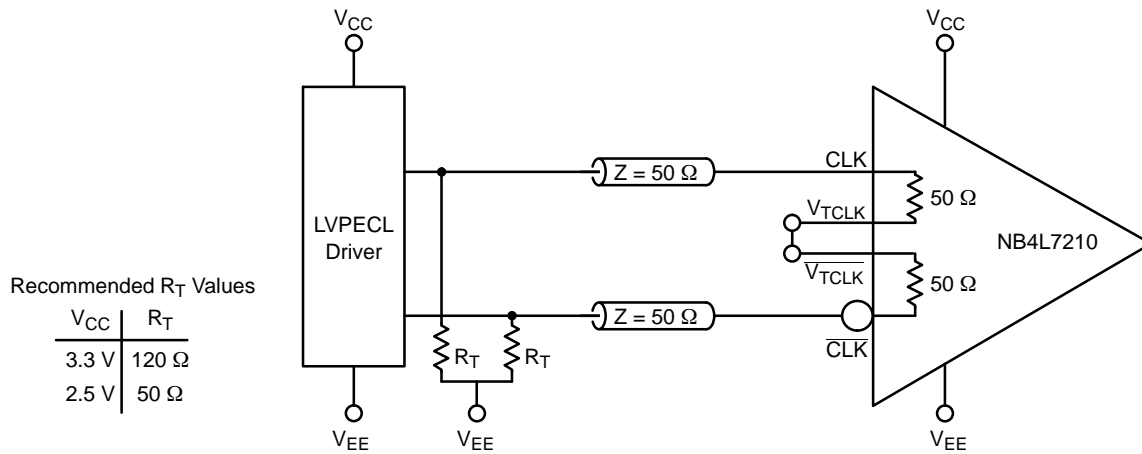 V_CC
V_CC
LVPECL
Driver
Z = 50 Ω
CLK
50 Ω
V_TCLK
NB4L7210
V̅_T̅C̅L̅K̅
50 Ω
Z = 50 Ω
C̅L̅K̅
R_T
R_T
V_EE
V_EE
V_EE
Recommended R_T Values
V_CC R_T
3.3 V 120 Ω
2.5 V 50 Ω